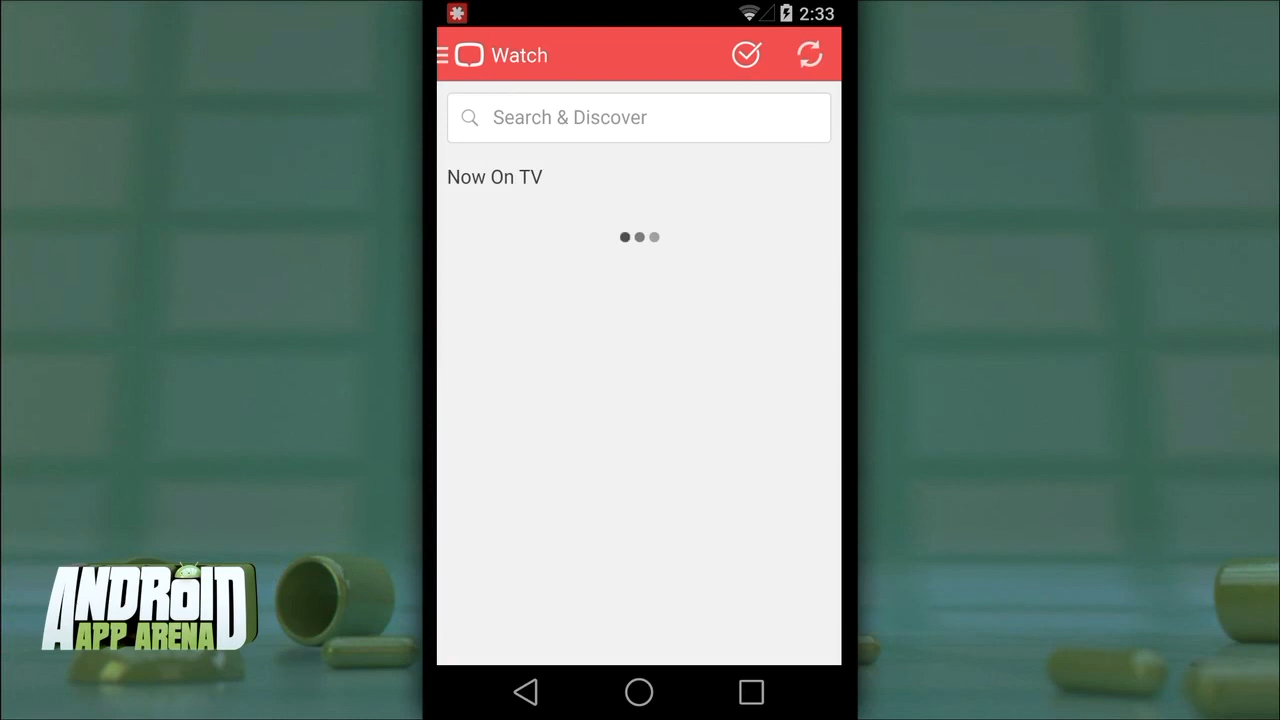 2:33
Watch
Search & Discover
Now On TV
ANDROID
APP ARENA